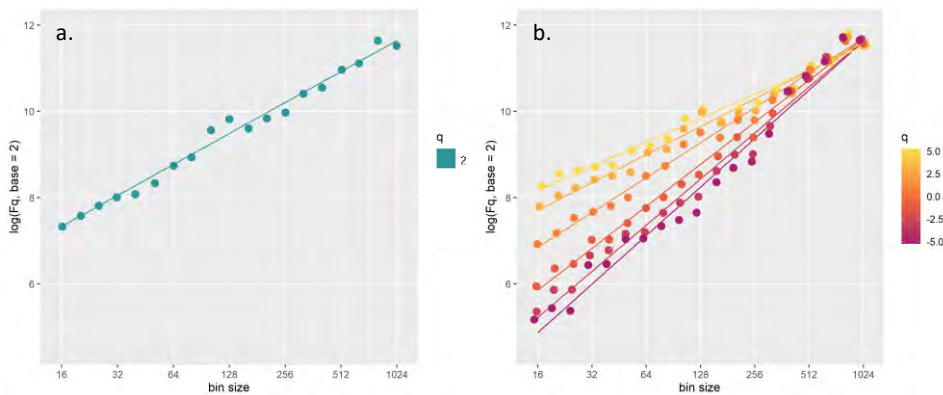 a.
12
10
8
6
log(Fq, base = 2)
16 32 64 128 256 512 1024
bin size
q
2
b.
12
10
8
6
log(Fq, base = 2)
16 32 64 128 256 512 1024
bin size
q
5.0
2.5
0.0
-2.5
-5.0